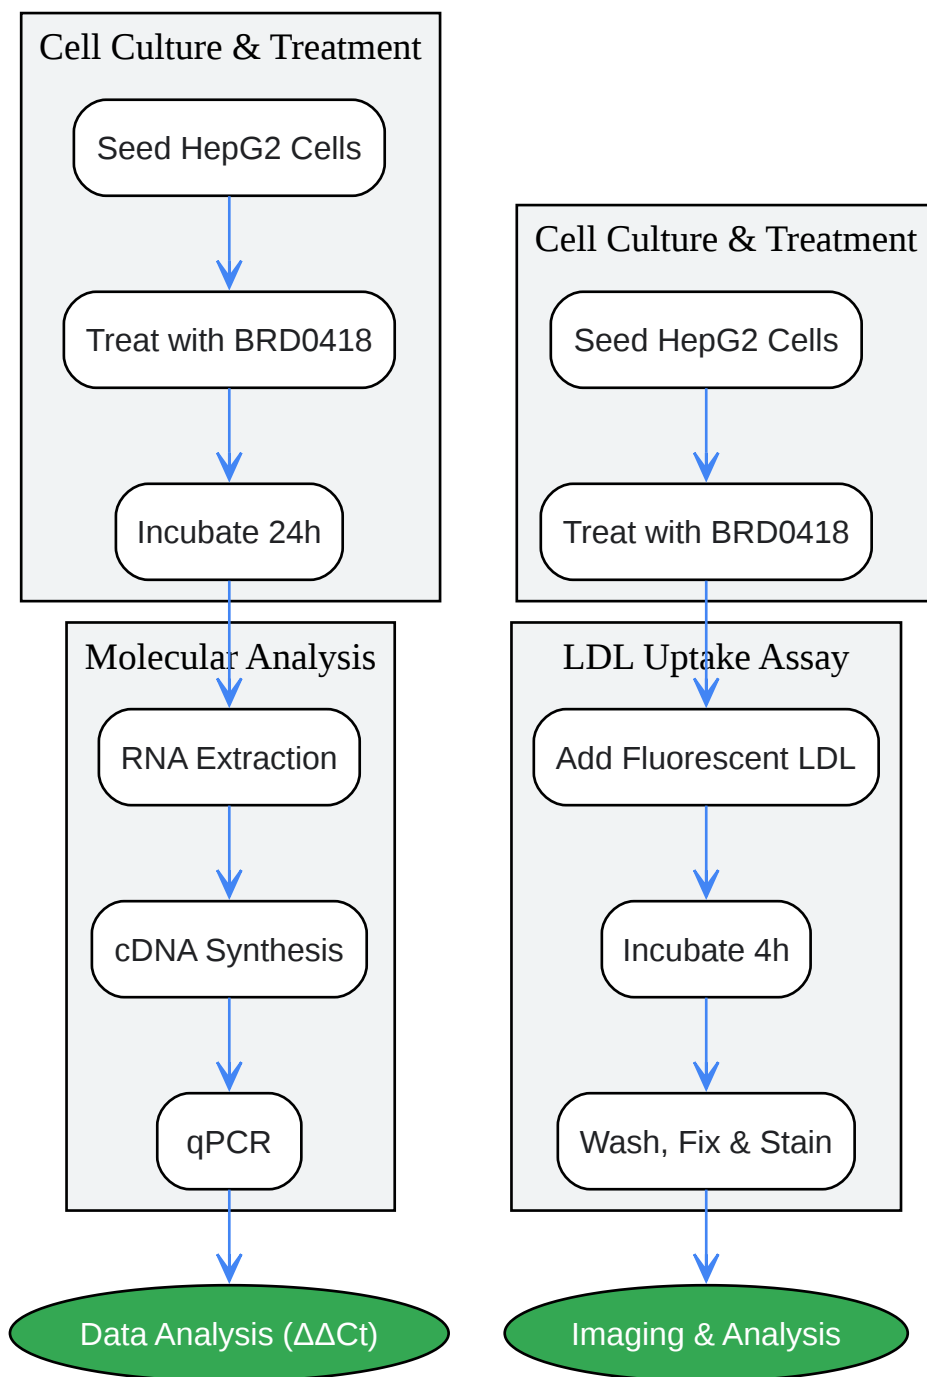 Cell Culture & Treatment
Seed HepG2 Cells
Treat with BRD0418
Incubate 24h
Molecular Analysis
RNA Extraction
cDNA Synthesis
qPCR
Data Analysis (ΔΔCt)
Cell Culture & Treatment
Seed HepG2 Cells
Treat with BRD0418
LDL Uptake Assay
Add Fluorescent LDL
Incubate 4h
Wash, Fix & Stain
Imaging & Analysis